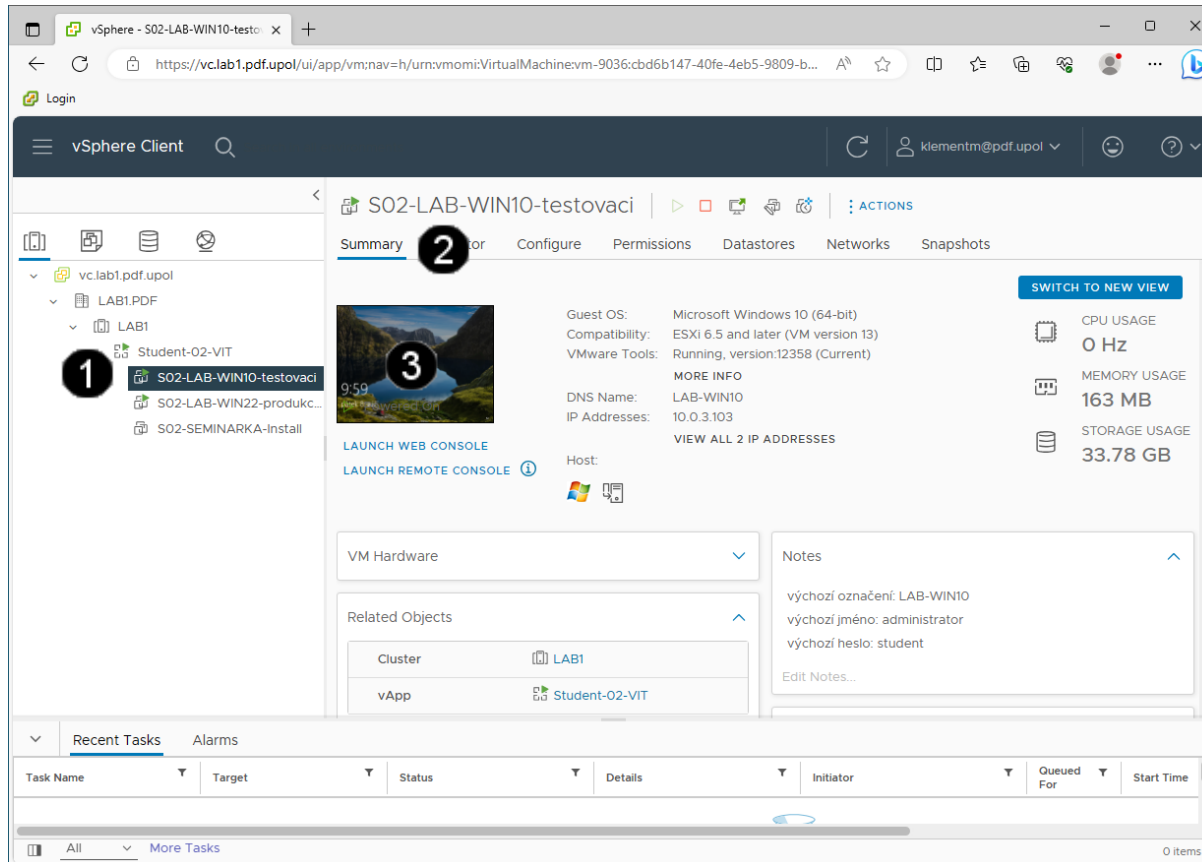 vSphere - S02-LAB-WIN10-testov
https://vc.lab1.pdf.upol/ui/app/vm;nav=h/urn:vmomi:VirtualMachine:vm-9036:cbd6b147-40fe-4eb5-9809-b...
Login
vSphere Client
klementm@pdf.upol
S02-LAB-WIN10-testovaci
ACTIONS
Summary
2
Configure
Permissions
Datastores
Networks
Snapshots
vc.lab1.pdf.upol
LAB1.PDF
LAB1
Student-02-VIT
1
S02-LAB-WIN10-testovaci
S02-LAB-WIN22-produkc...
S02-SEMINARKA-Install
SWITCH TO NEW VIEW
3
9:59
Powered On
LAUNCH WEB CONSOLE
LAUNCH REMOTE CONSOLE
Guest OS: Microsoft Windows 10 (64-bit)
Compatibility: ESXi 6.5 and later (VM version 13)
VMware Tools: Running, version:12358 (Current)
MORE INFO
DNS Name: LAB-WIN10
IP Addresses: 10.0.3.103
VIEW ALL 2 IP ADDRESSES
Host:
CPU USAGE
0 Hz
MEMORY USAGE
163 MB
STORAGE USAGE
33.78 GB
VM Hardware
Related Objects
Cluster LAB1
vApp Student-02-VIT
Notes
výchozí označení: LAB-WIN10
výchozí jméno: administrator
výchozí heslo: student
Edit Notes...
Recent Tasks Alarms
Task Name Target Status Details Initiator Queued For Start Time
All More Tasks
0 items